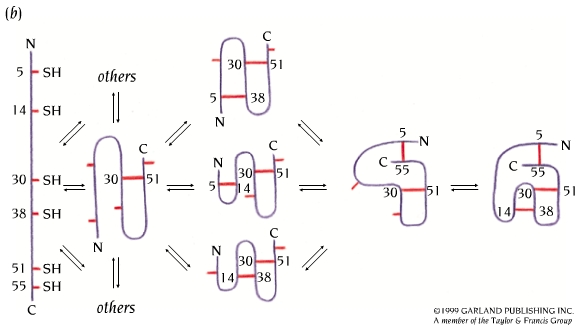 (b)
N
5 SH
14 SH
30 SH
38 SH
51 SH
55 SH
C
others
C
30 51
N
others
C
30 51
5 38
N
N C
5 30 51
14
N C
30 51
14 38
5 N
C 55
30 51
5 N
C 55
30 51
14 38
©1999 GARLAND PUBLISHING INC.
A member of the Taylor & Francis Group